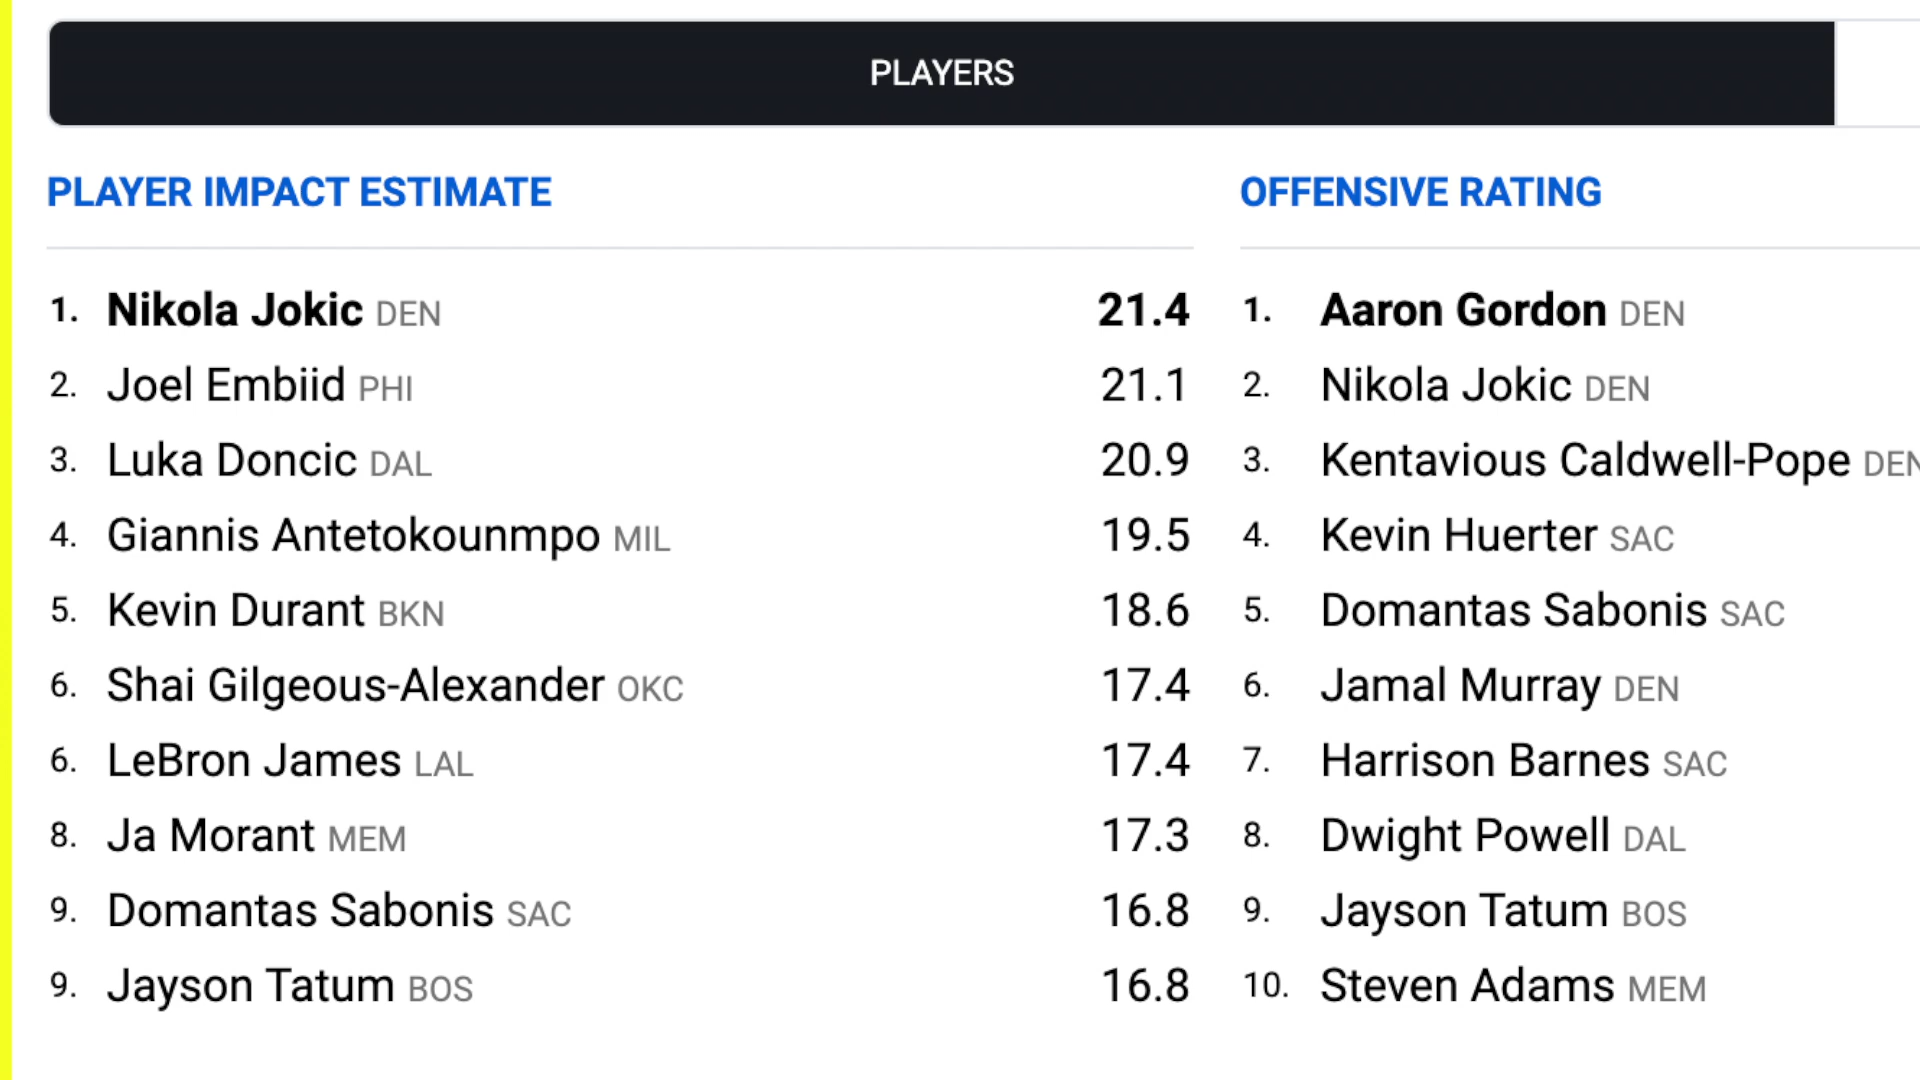 PLAYERS
PLAYER IMPACT ESTIMATE
1. Nikola Jokic DEN 21.4
2. Joel Embiid PHI 21.1
3. Luka Doncic DAL 20.9
4. Giannis Antetokounmpo MIL 19.5
5. Kevin Durant BKN 18.6
6. Shai Gilgeous-Alexander OKC 17.4
6. LeBron James LAL 17.4
8. Ja Morant MEM 17.3
9. Domantas Sabonis SAC 16.8
9. Jayson Tatum BOS 16.8
OFFENSIVE RATING
1. Aaron Gordon DEN
2. Nikola Jokic DEN
3. Kentavious Caldwell-Pope DEN
4. Kevin Huerter SAC
5. Domantas Sabonis SAC
6. Jamal Murray DEN
7. Harrison Barnes SAC
8. Dwight Powell DAL
9. Jayson Tatum BOS
10. Steven Adams MEM